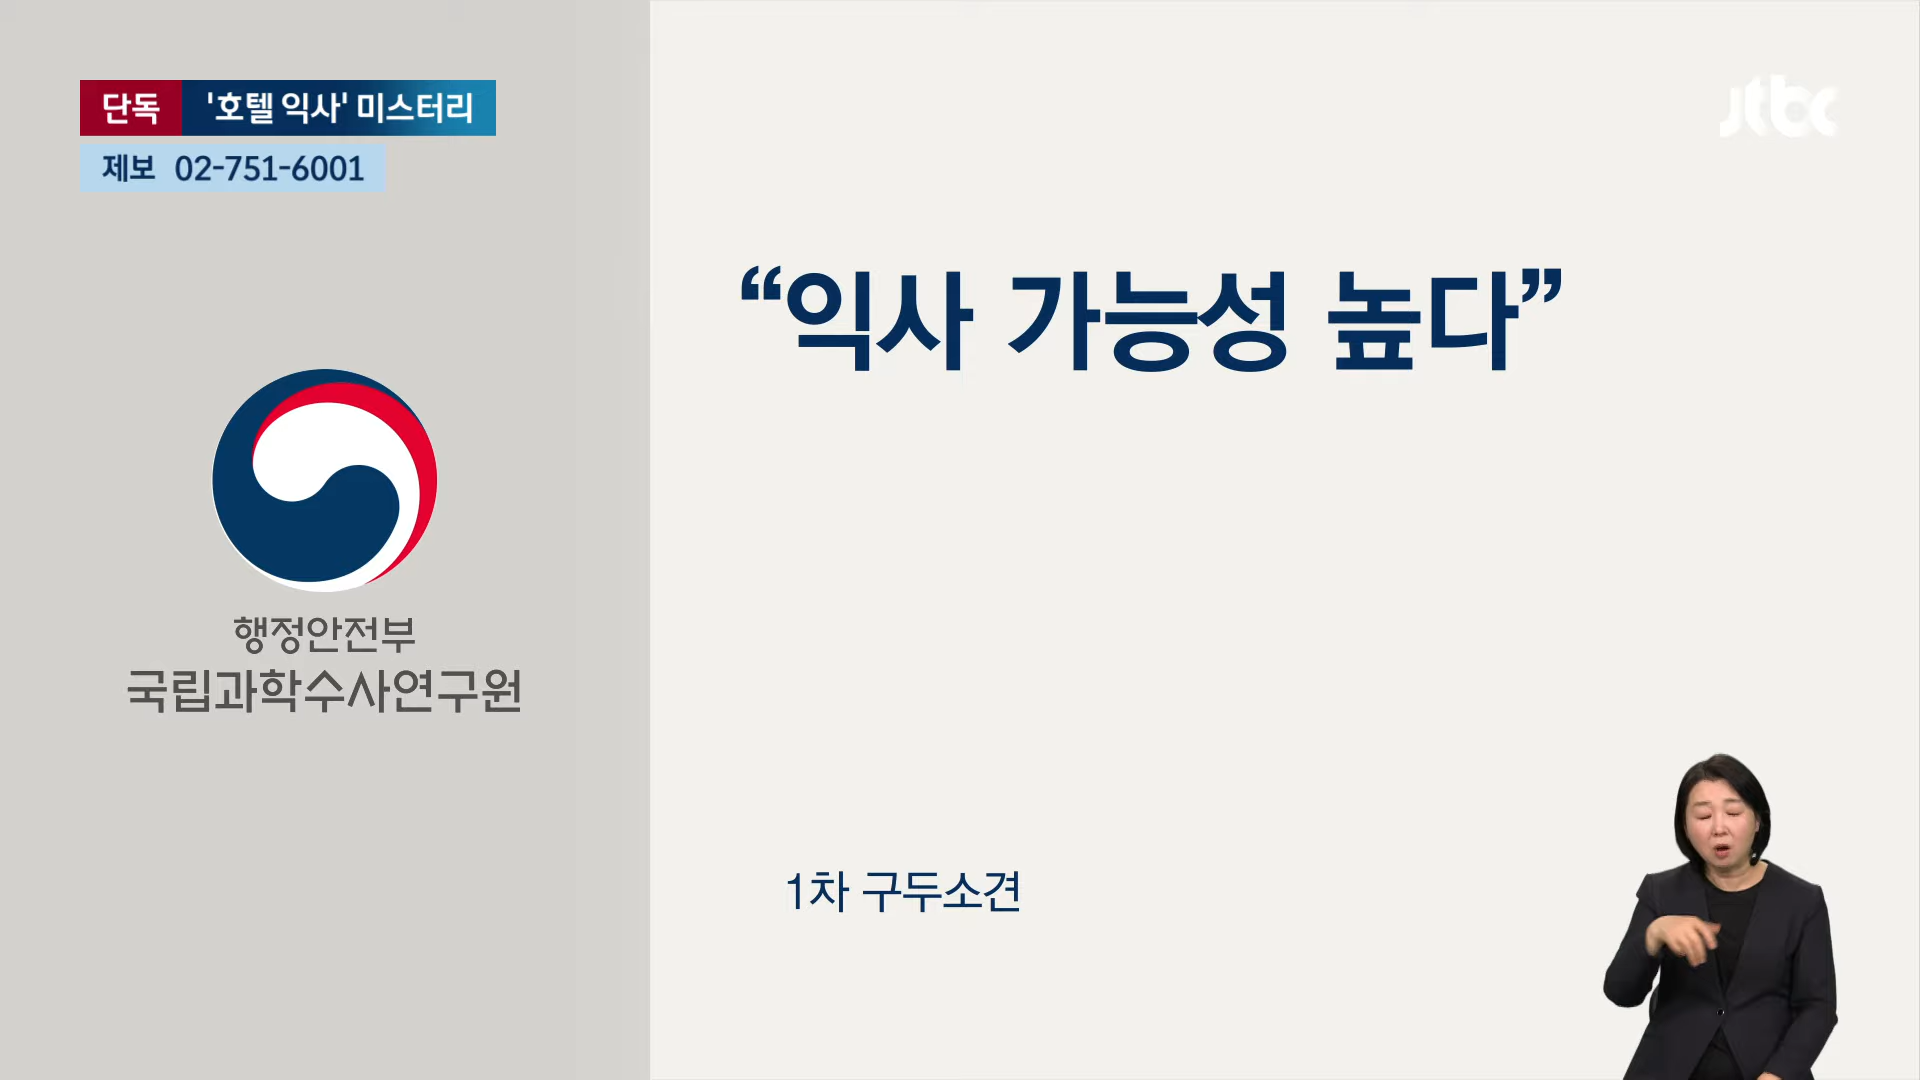 단독 '호텔 익사' 미스터리
제보 02-751-6001
jtbc
“익사 가능성 높다”
행정안전부
국립과학수사연구원
1차 구두소견